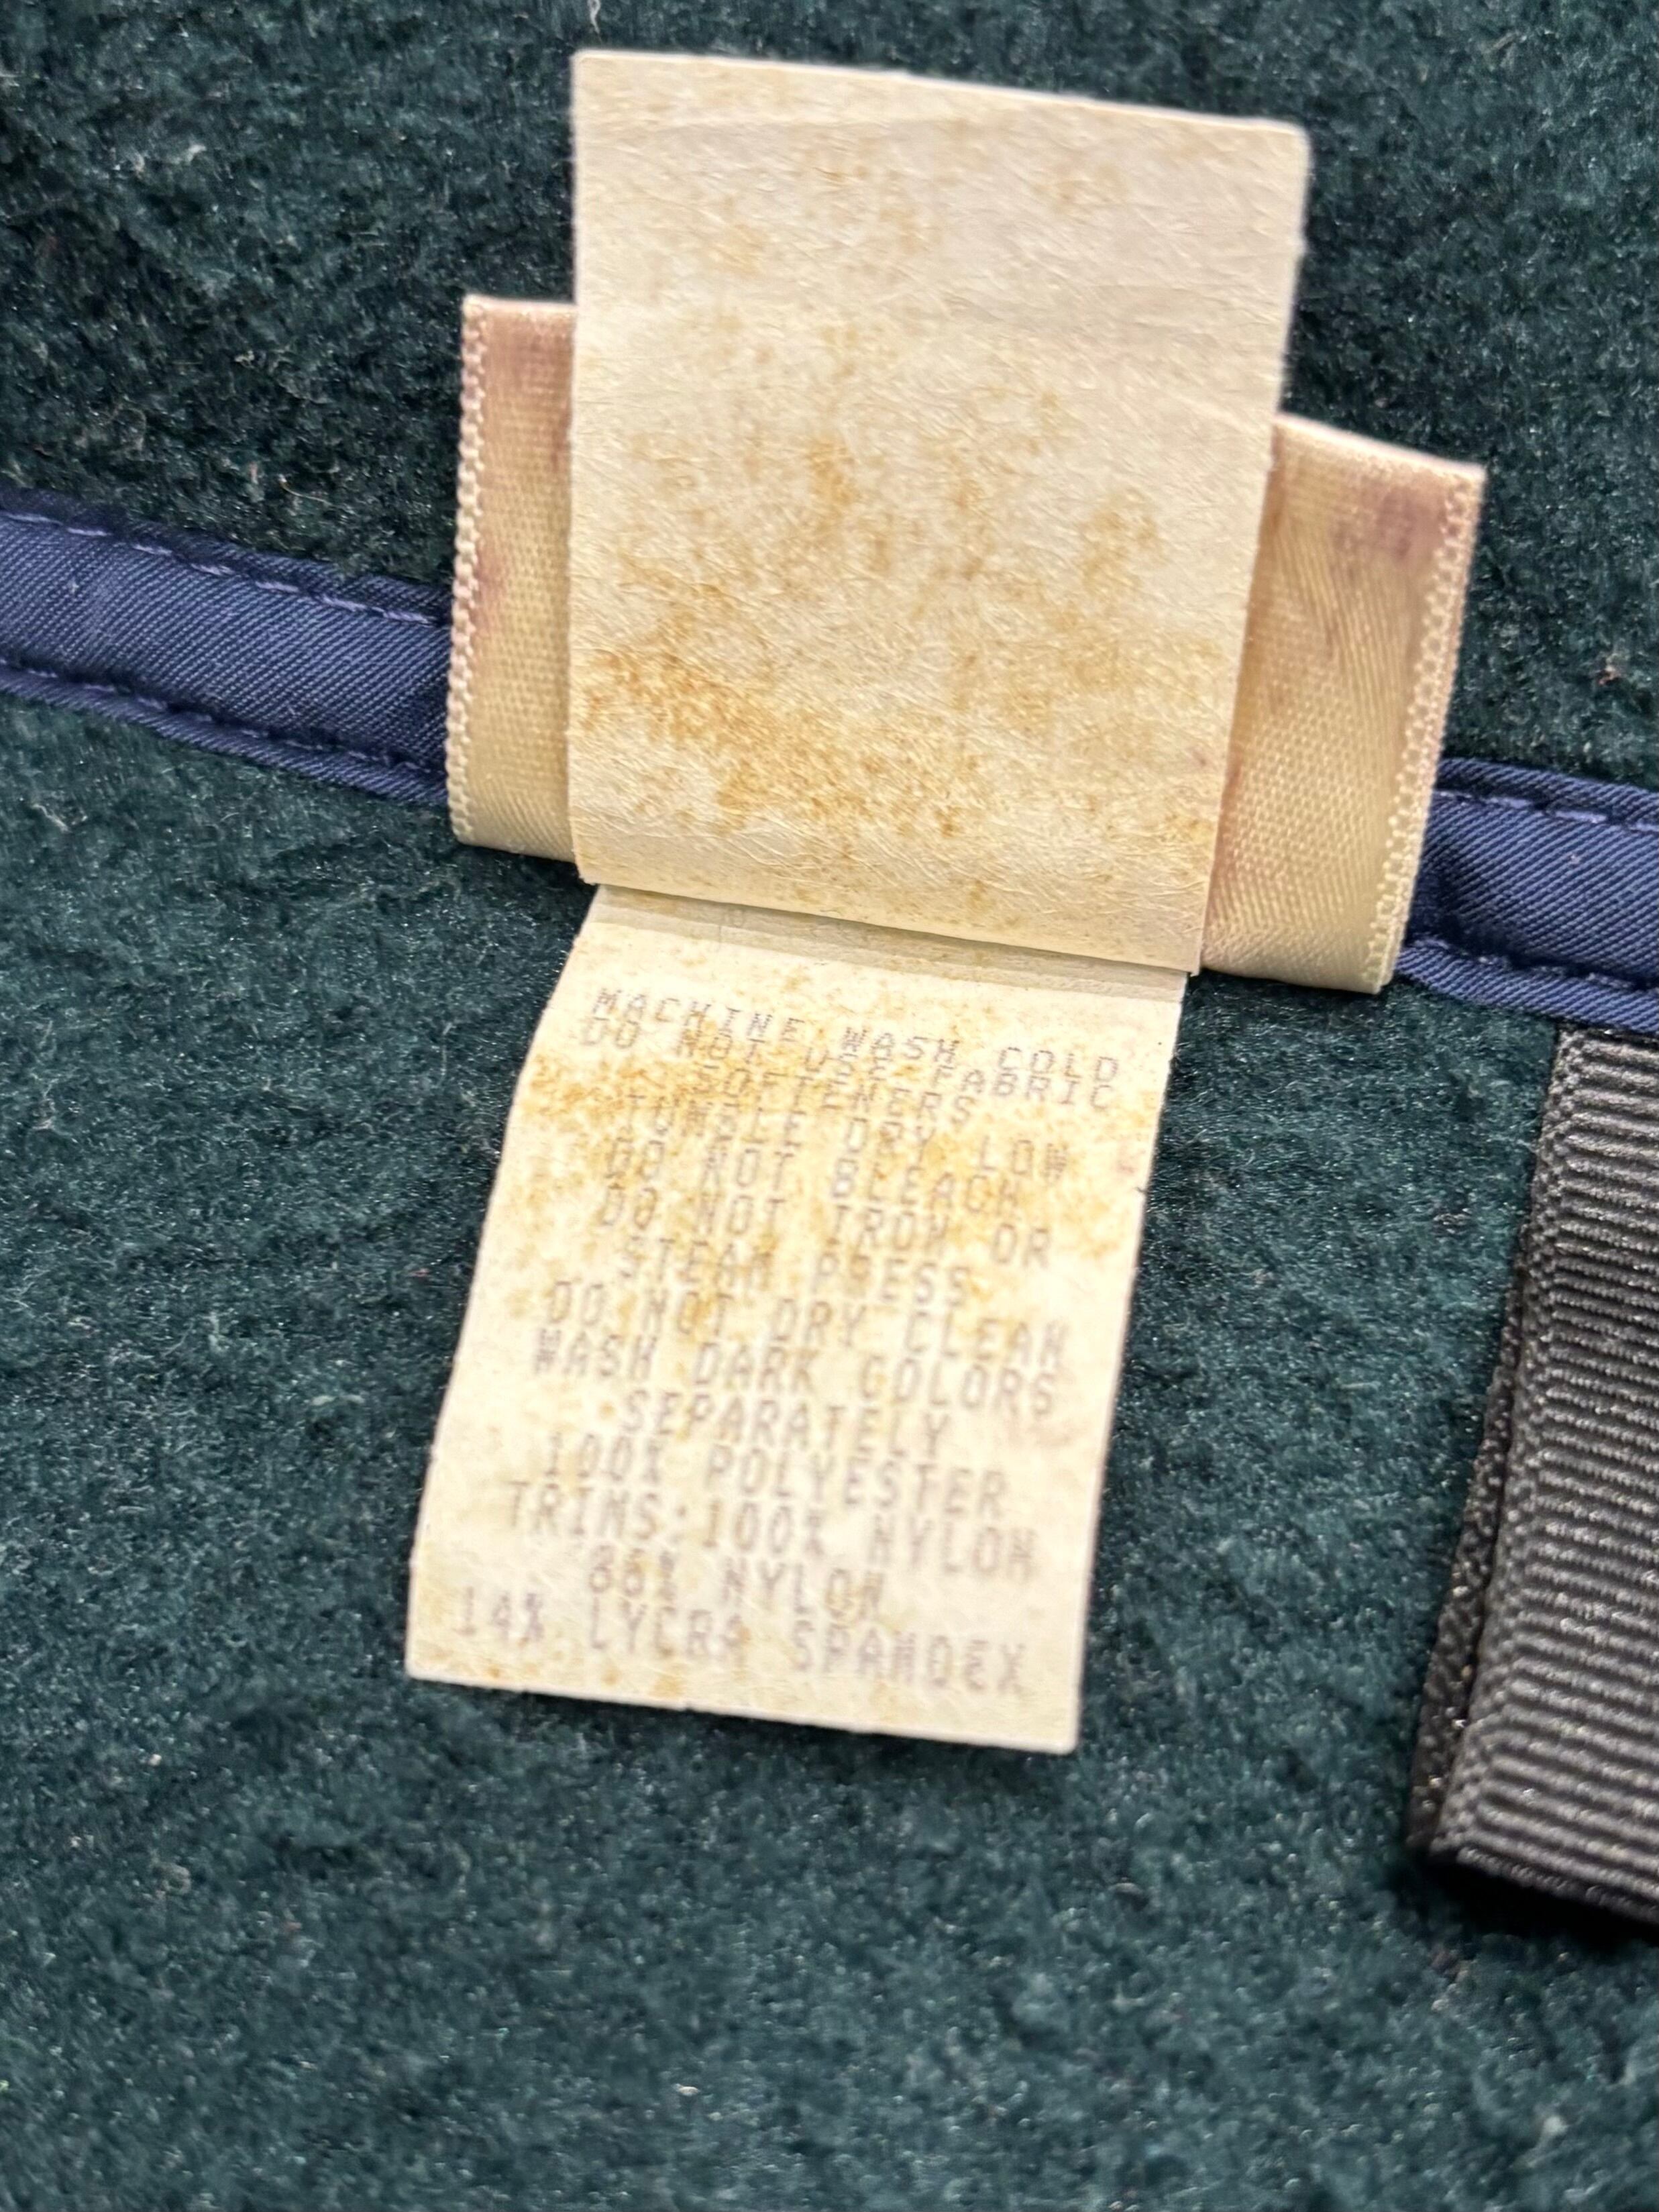 MACHINE WASH COLD
DO NOT USE FABRIC
SOFTENERS
TUMBLE DRY LOW
DO NOT BLEACH
DO NOT IRON OR
STEAM PRESS
DO NOT DRY CLEAN
WASH DARK COLORS
SEPARATELY
100% POLYESTER
TRIMS:100% NYLON
86% NYLON
14% LYCRA SPANDEX